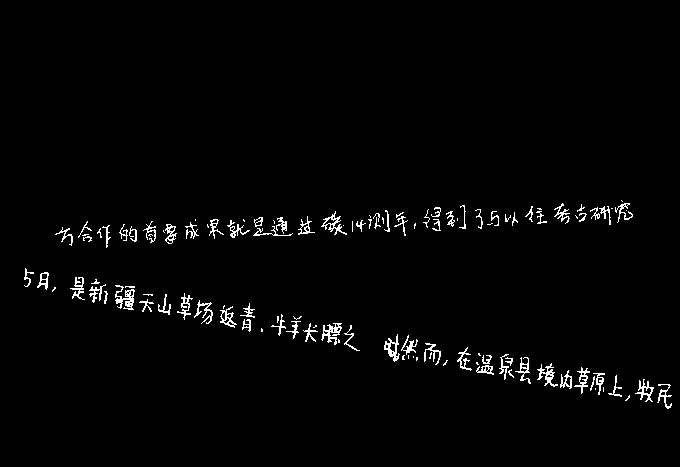 方合作的首要成果就是通过碳14测年,得到了与以往考古研究
5月,是新疆天山草场返青、牛羊长膘之 时然而,在温泉县境内草原上,牧民